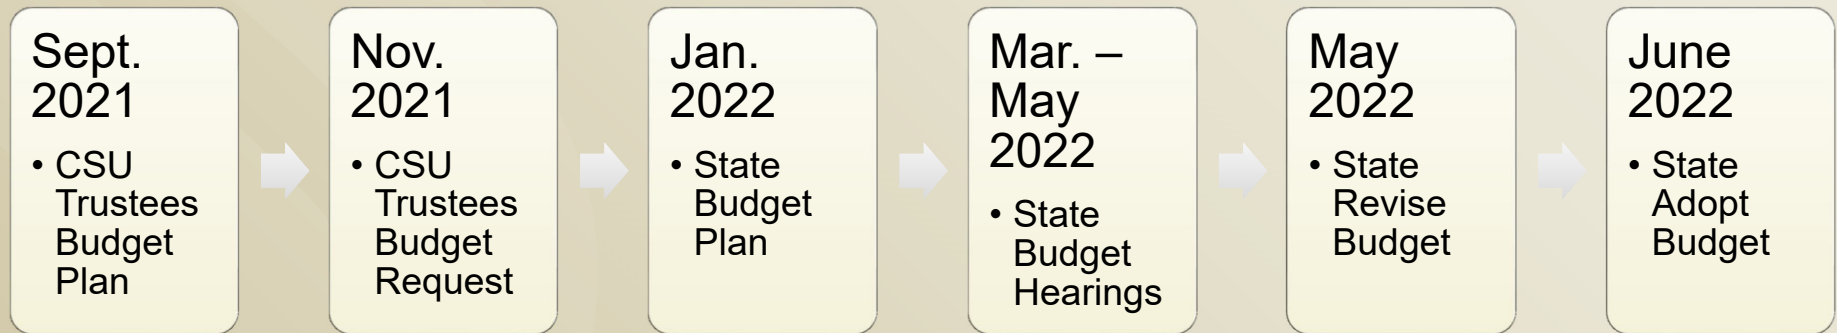 Sept.
2021
• CSU
Trustees
Budget
Plan
Nov.
2021
• CSU
Trustees
Budget
Request
Jan.
2022
• State
Budget
Plan
Mar. –
May
2022
• State
Budget
Hearings
May
2022
• State
Revise
Budget
June
2022
• State
Adopt
Budget